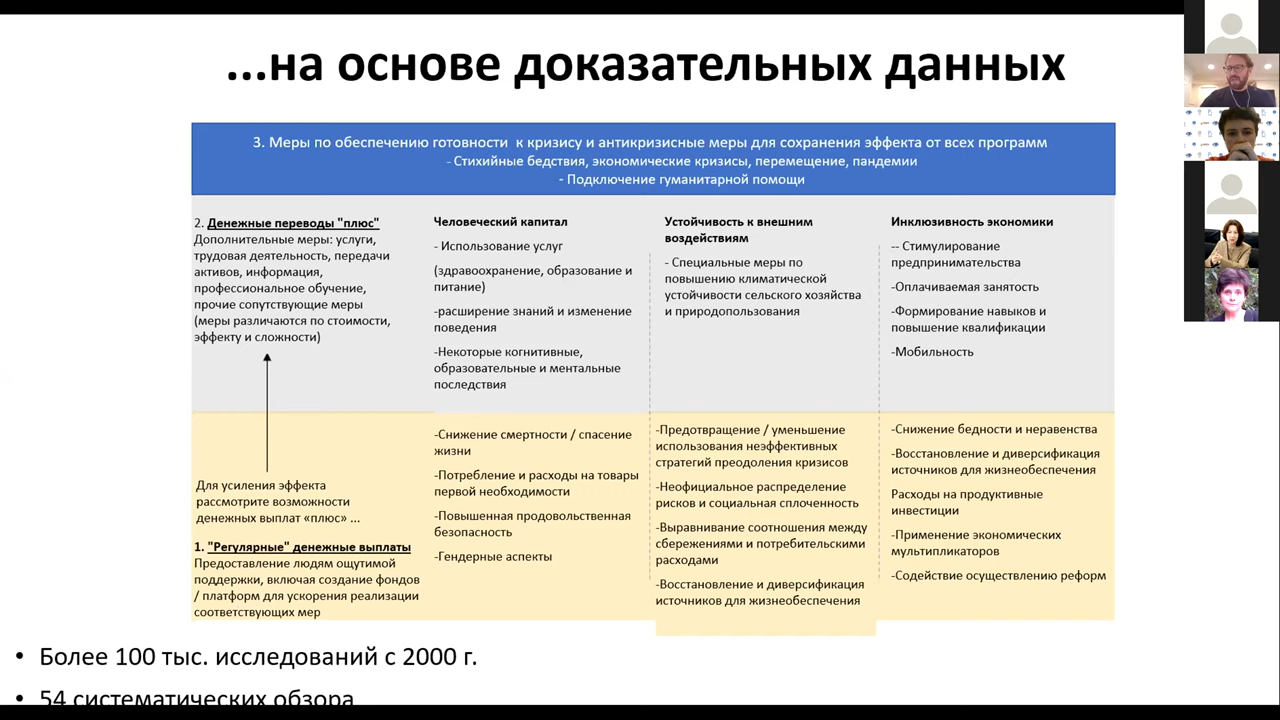 ...на основе доказательных данных
3. Меры по обеспечению готовности к кризису и антикризисные меры для сохранения эффекта от всех программ
- Стихийные бедствия, экономические кризисы, перемещение, пандемии
- Подключение гуманитарной помощи
2. Денежные переводы "плюс"
Дополнительные меры: услуги,
трудовая деятельность, передачи
активов, информация,
профессиональное обучение,
прочие сопутствующие меры
(меры различаются по стоимости,
эффекту и сложности)
Человеческий капитал
- Использование услуг
(здравоохранение, образование и
питание)
-расширение знаний и изменение
поведения
-Некоторые когнитивные,
образовательные и ментальные
последствия
Устойчивость к внешним
воздействиям
- Специальные меры по
повышению климатической
устойчивости сельского хозяйства
и природопользования
Инклюзивность экономики
-- Стимулирование
предпринимательства
-Оплачиваемая занятость
-Формирование навыков и
повышение квалификации
-Мобильность
Для усиления эффекта
рассмотрите возможности
денежных выплат «плюс» ...
1. "Регулярные" денежные выплаты
Предоставление людям ощутимой
поддержки, включая создание фондов
/ платформ для ускорения реализации
соответствующих мер
-Снижение смертности / спасение
жизни
-Потребление и расходы на товары
первой необходимости
-Повышенная продовольственная
безопасность
-Гендерные аспекты
-Предотвращение / уменьшение
использования неэффективных
стратегий преодоления кризисов
-Неофициальное распределение
рисков и социальная сплоченность
-Выравнивание соотношения между
сбережениями и потребительскими
расходами
-Восстановление и диверсификация
источников для жизнеобеспечения
-Снижение бедности и неравенства
-Восстановление и диверсификация
источников для жизнеобеспечения
Расходы на продуктивные
инвестиции
-Применение экономических
мультипликаторов
-Содействие осуществлению реформ
• Более 100 тыс. исследований с 2000 г.
• 54 систематических обзора